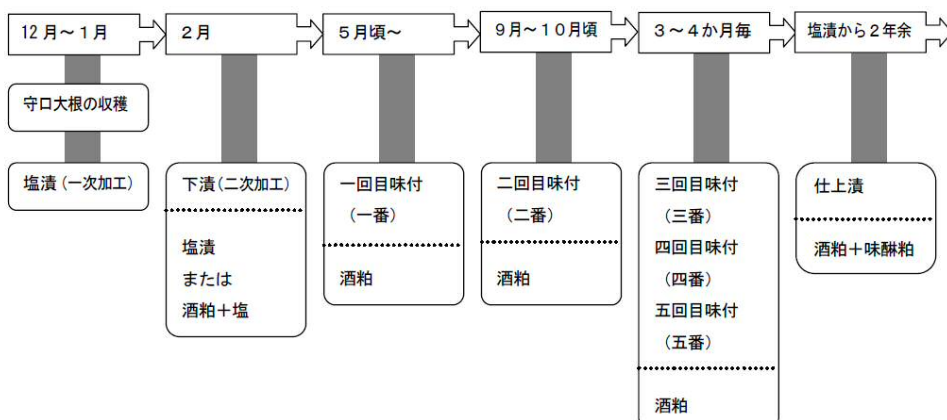 12月～1月
守口大根の収穫
塩漬(一次加工)
２月
下漬(二次加工)
塩漬
または
酒粕＋塩
５月頃～
一回目味付
(一番)
酒粕
９月～１０月頃
二回目味付
(二番)
酒粕
３～４か月毎
三回目味付
(三番)
四回目味付
(四番)
五回目味付
(五番)
酒粕
塩漬から２年余
仕上漬
酒粕＋味醂粕